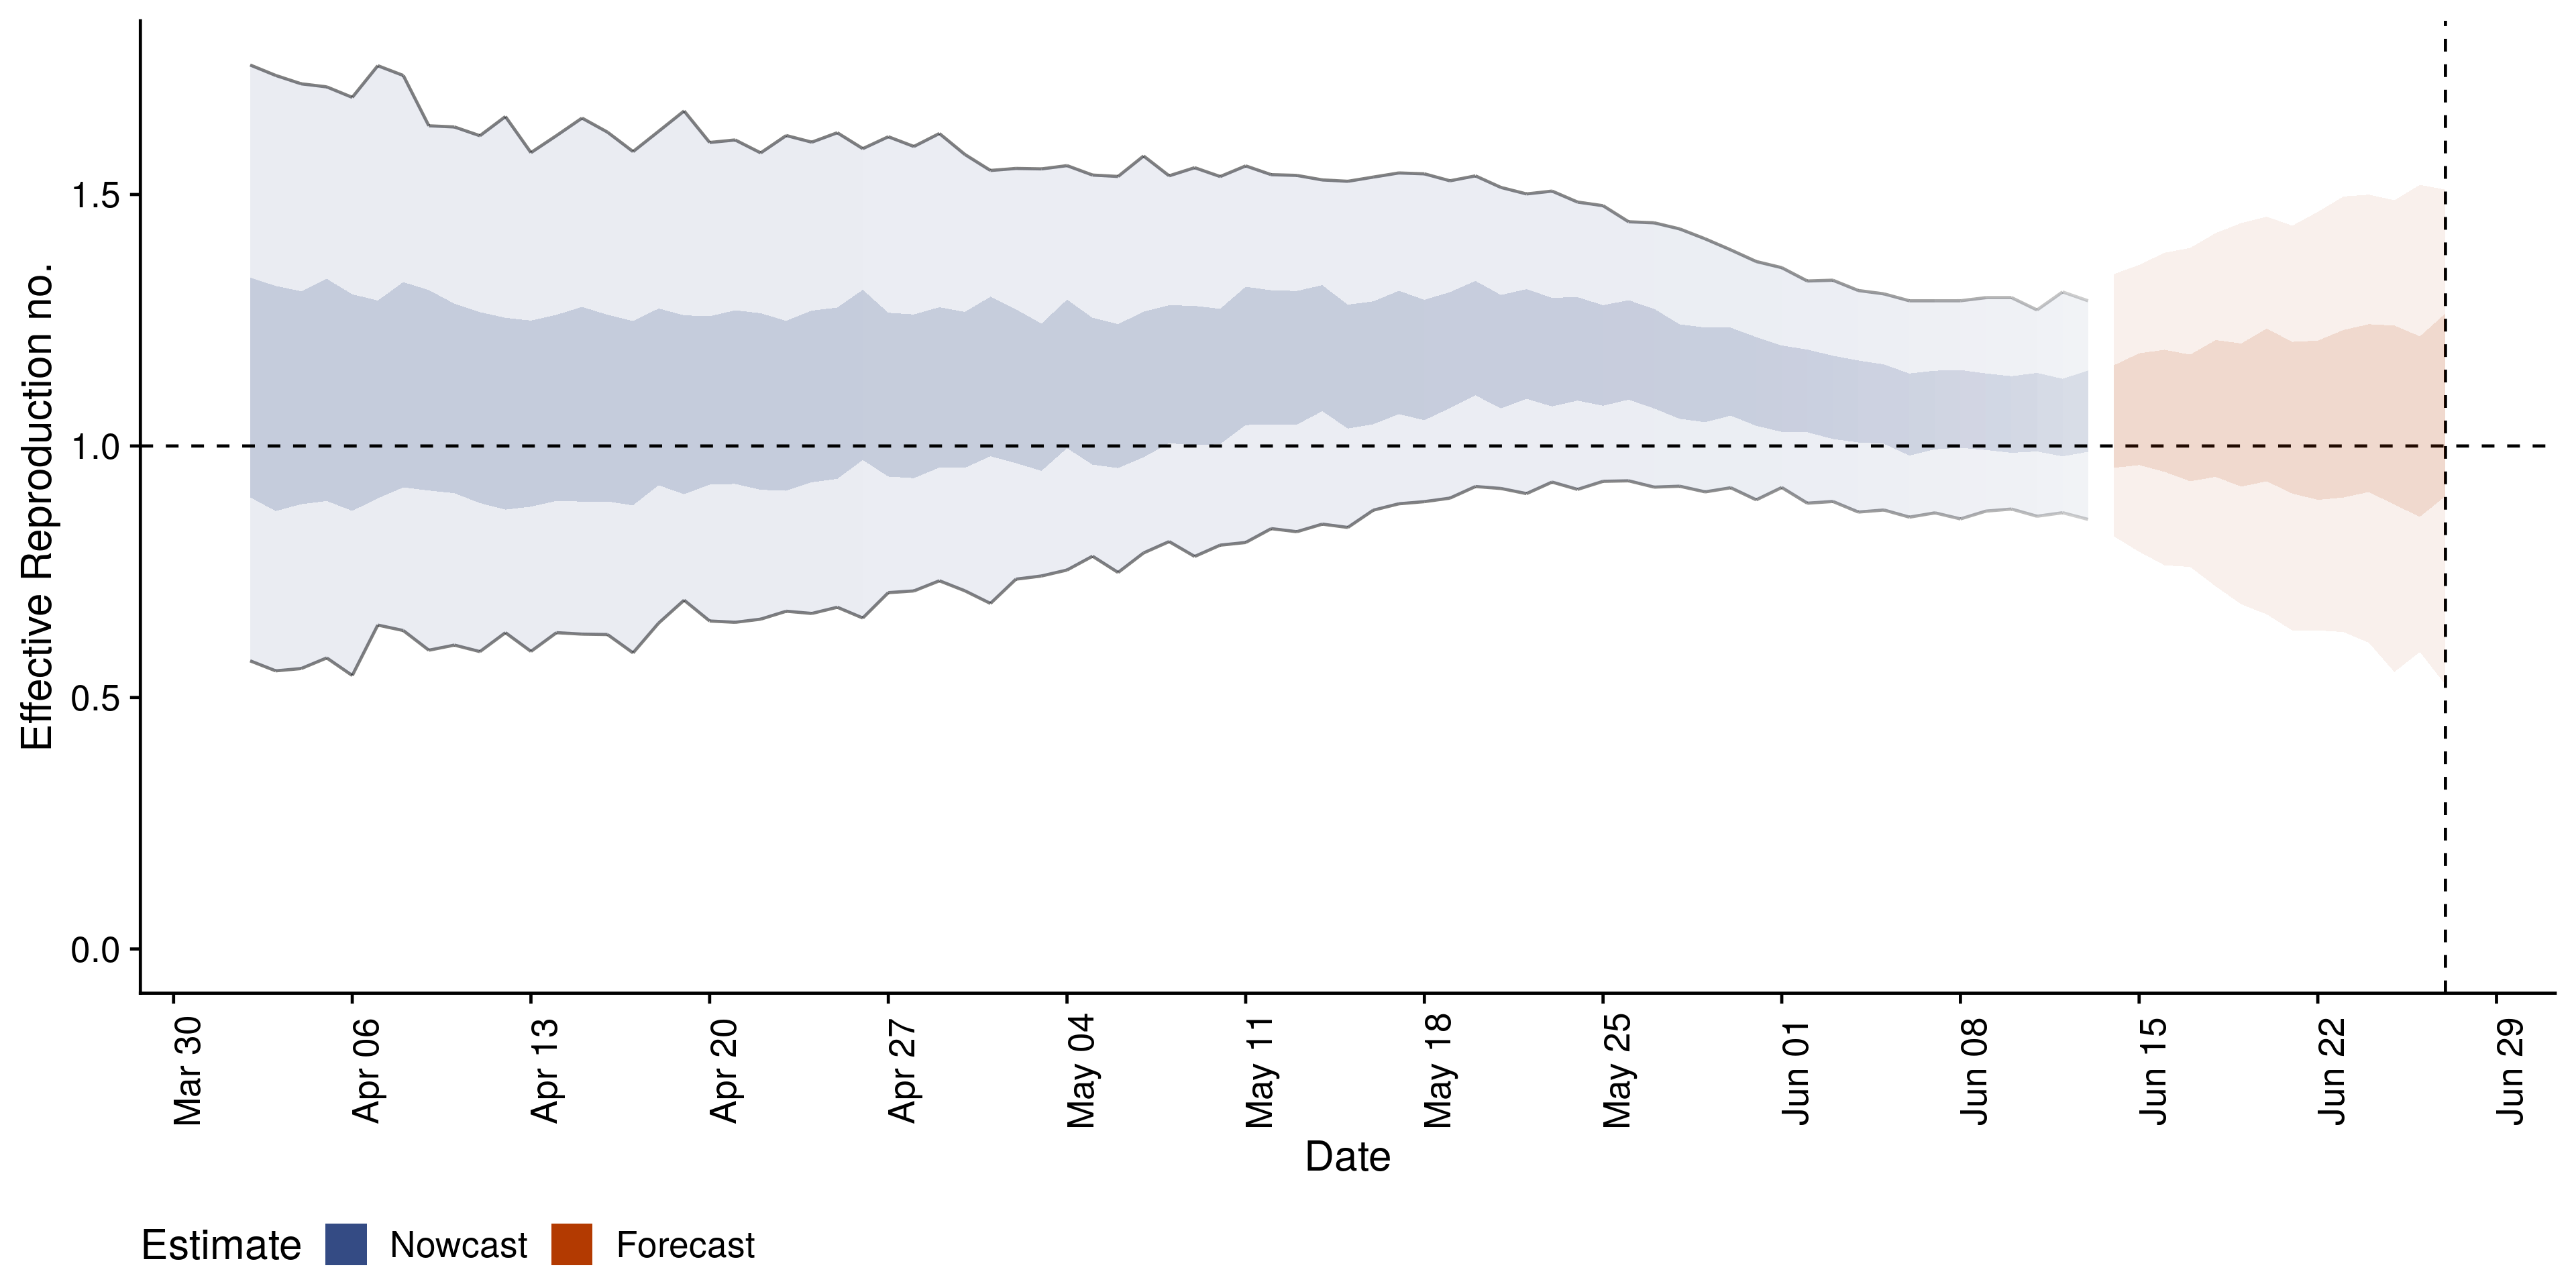 Effective Reproduction no.
1.5
1.0
0.5
0.0
Mar 30
Apr 06
Apr 13
Apr 20
Apr 27
May 04
May 11
May 18
May 25
Jun 01
Jun 08
Jun 15
Jun 22
Jun 29
Date
Estimate Nowcast Forecast